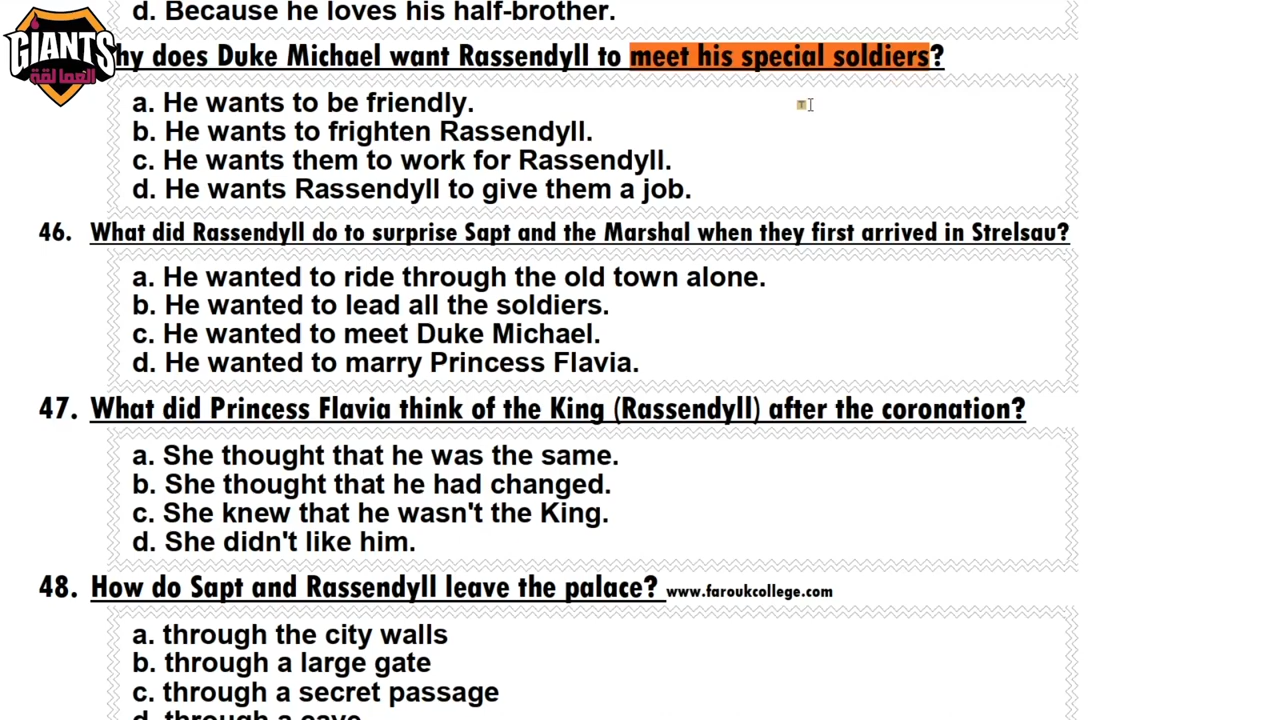 d. Because he loves his half-brother.
GIANTS
العمالقة
hy does Duke Michael want Rassendyll to meet his special soldiers?
a. He wants to be friendly.
b. He wants to frighten Rassendyll.
c. He wants them to work for Rassendyll.
d. He wants Rassendyll to give them a job.
46. What did Rassendyll do to surprise Sapt and the Marshal when they first arrived in Strelsau?
a. He wanted to ride through the old town alone.
b. He wanted to lead all the soldiers.
c. He wanted to meet Duke Michael.
d. He wanted to marry Princess Flavia.
47. What did Princess Flavia think of the King (Rassendyll) after the coronation?
a. She thought that he was the same.
b. She thought that he had changed.
c. She knew that he wasn't the King.
d. She didn't like him.
48. How do Sapt and Rassendyll leave the palace? www.faroukcollege.com
a. through the city walls
b. through a large gate
c. through a secret passage
d. through a cave